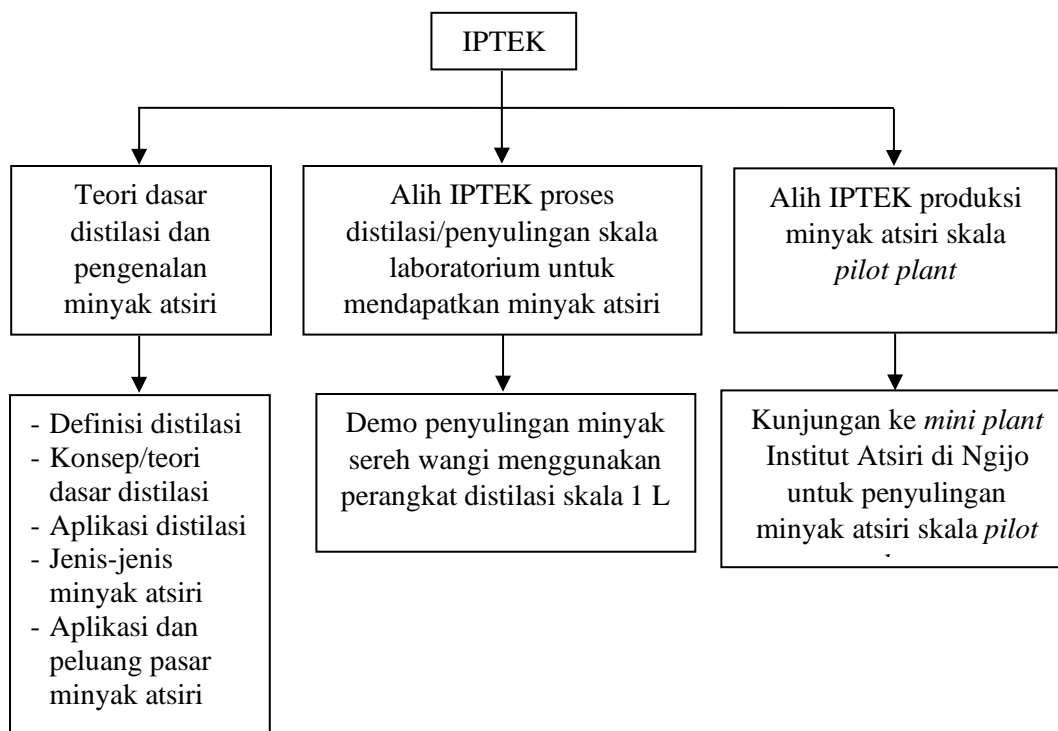 IPTEK
Teori dasar
distilasi dan
pengenalan
minyak atsiri
Alih IPTEK proses
distilasi/penyulingan skala
laboratorium untuk
mendapatkan minyak atsiri
Alih IPTEK produksi
minyak atsiri skala
pilot plant
- Definisi distilasi
- Konsep/teori
dasar distilasi
- Aplikasi distilasi
- Jenis-jenis
minyak atsiri
- Aplikasi dan
peluang pasar
minyak atsiri
Demo penyulingan minyak
sereh wangi menggunakan
perangkat distilasi skala 1 L
Kunjungan ke mini plant
Institut Atsiri di Ngijo
untuk penyulingan
minyak atsiri skala pilot